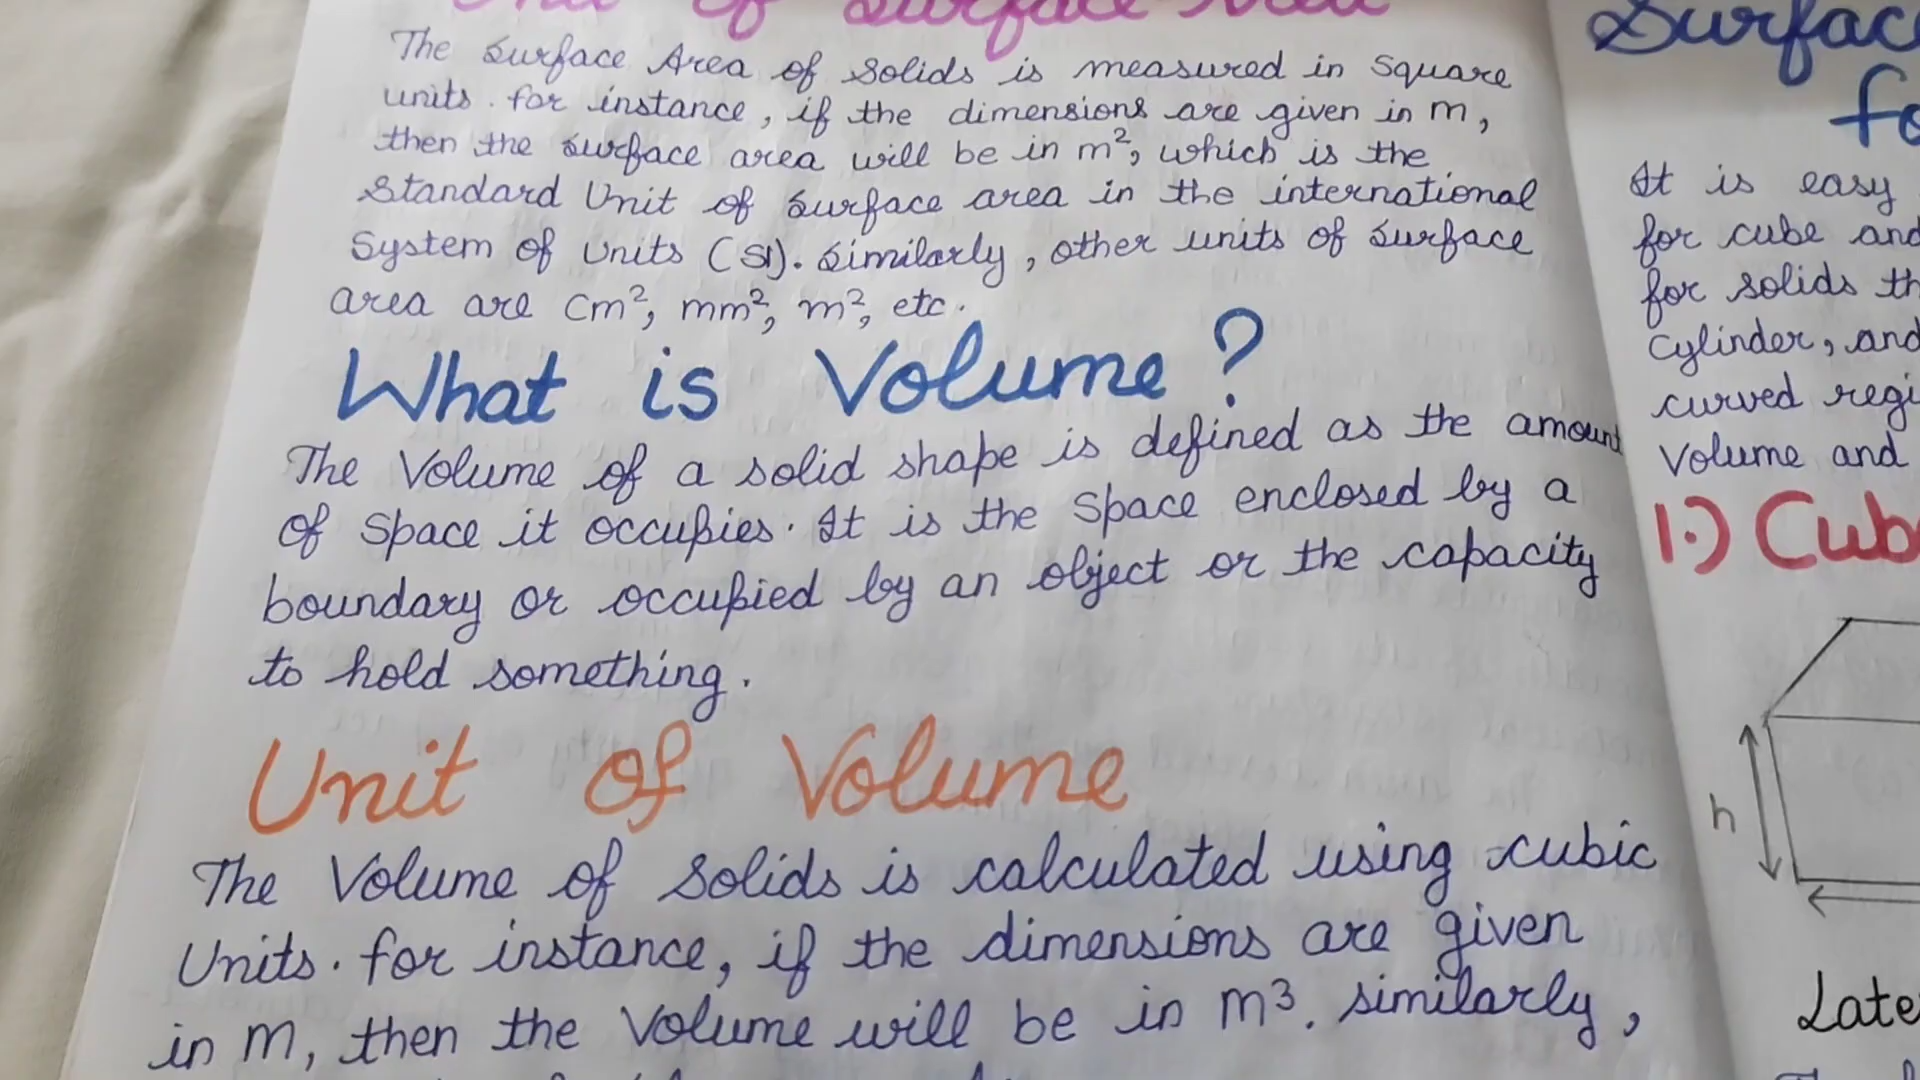 Unit of Surface Area
The Surface Area of Solids is measured in Square
units. for instance, if the dimensions are given in m,
then the surface area will be in m², which is the
Standard Unit of surface area in the international
System of Units (SI). similarly, other units of surface
area are cm², mm², m², etc.
What is Volume?
The Volume of a solid shape is defined as the amount
of space it occupies. It is the space enclosed by a
boundary or occupied by an object or the capacity
to hold something.
Unit of Volume
The Volume of Solids is calculated using cubic
Units. for instance, if the dimensions are given
in m, then the Volume will be in m³. similarly,
Surfac
fo
It is easy
for cube and
for solids th
Cylinder, and
curved regi
Volume and
1.) Cub
h
Late